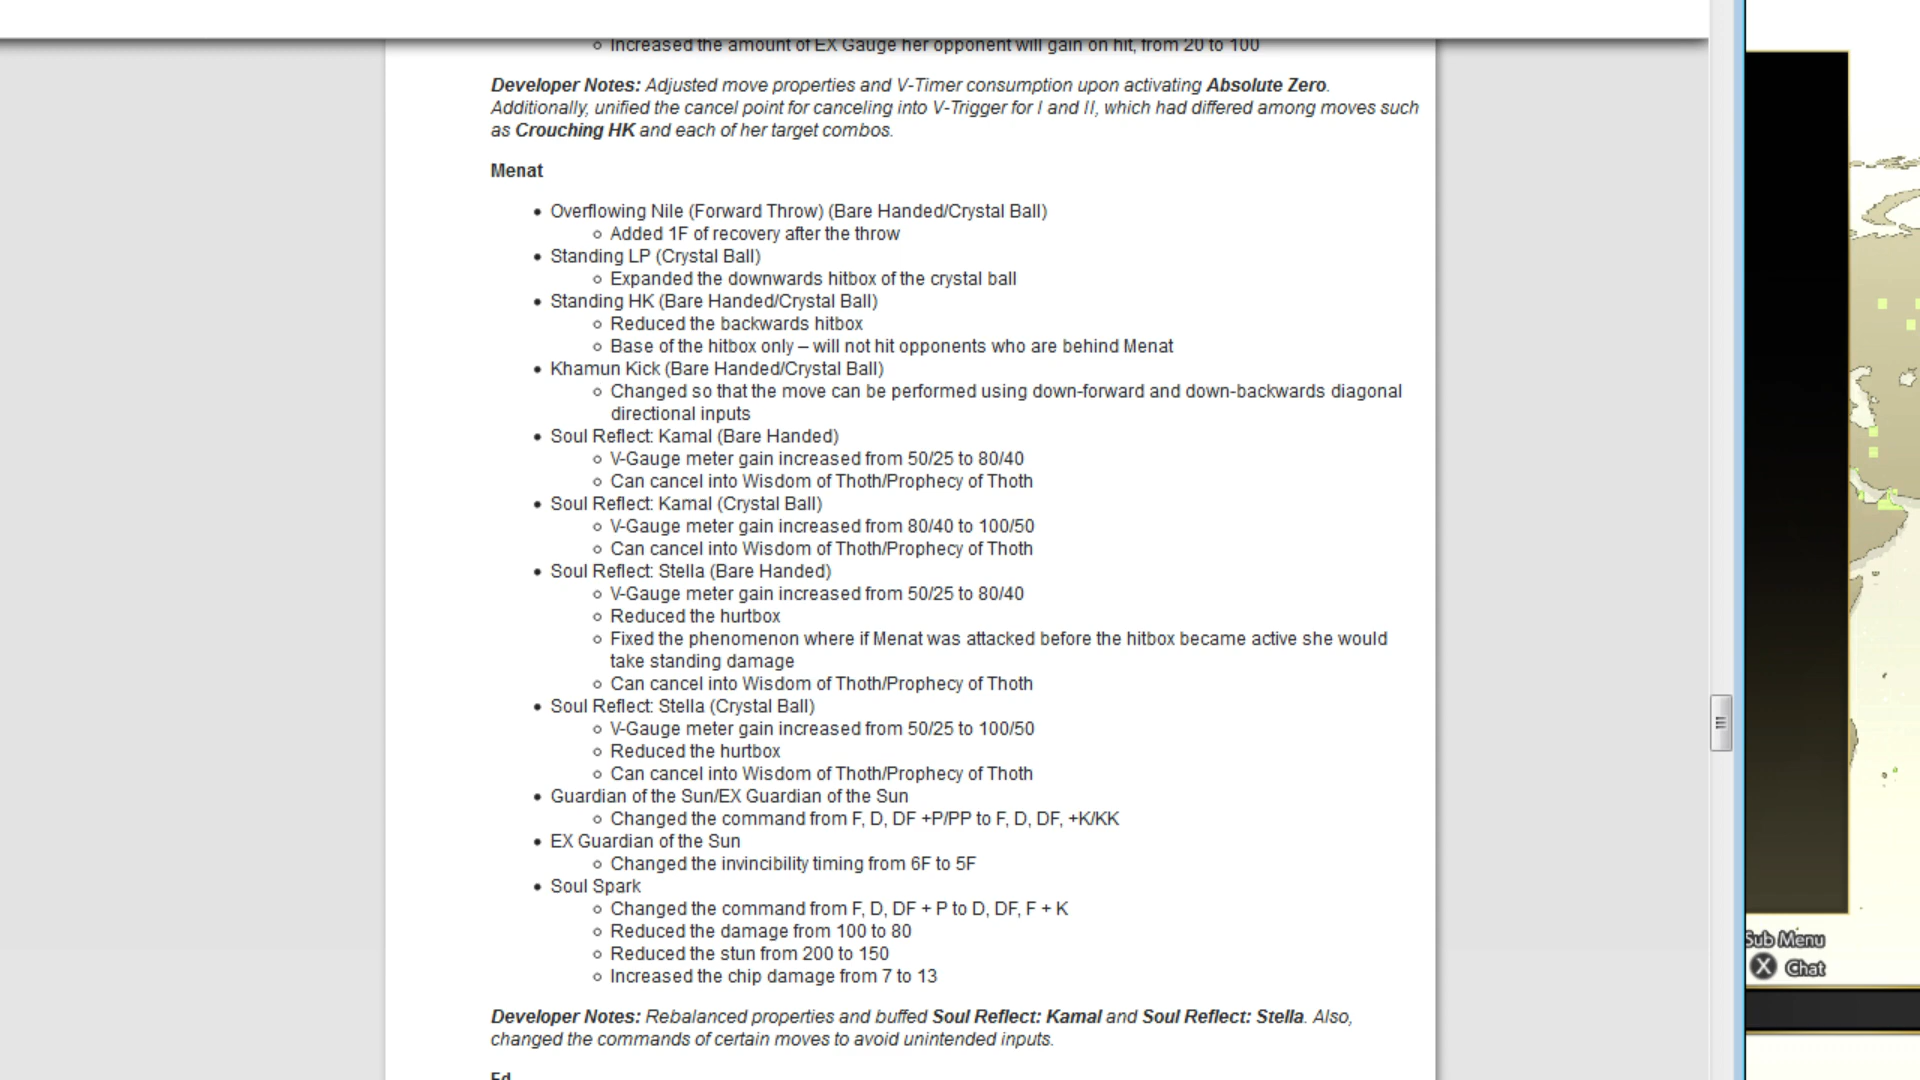 Increased the amount of EX Gauge her opponent will gain on hit, from 20 to 100
Developer Notes: Adjusted move properties and V-Timer consumption upon activating Absolute Zero.
Additionally, unified the cancel point for canceling into V-Trigger for I and II, which had differed among moves such
as Crouching HK and each of her target combos.
Menat
Overflowing Nile (Forward Throw) (Bare Handed/Crystal Ball)
Added 1F of recovery after the throw
Standing LP (Crystal Ball)
Expanded the downwards hitbox of the crystal ball
Standing HK (Bare Handed/Crystal Ball)
Reduced the backwards hitbox
Base of the hitbox only – will not hit opponents who are behind Menat
Khamun Kick (Bare Handed/Crystal Ball)
Changed so that the move can be performed using down-forward and down-backwards diagonal
directional inputs
Soul Reflect: Kamal (Bare Handed)
V-Gauge meter gain increased from 50/25 to 80/40
Can cancel into Wisdom of Thoth/Prophecy of Thoth
Soul Reflect: Kamal (Crystal Ball)
V-Gauge meter gain increased from 80/40 to 100/50
Can cancel into Wisdom of Thoth/Prophecy of Thoth
Soul Reflect: Stella (Bare Handed)
V-Gauge meter gain increased from 50/25 to 80/40
Reduced the hurtbox
Fixed the phenomenon where if Menat was attacked before the hitbox became active she would
take standing damage
Can cancel into Wisdom of Thoth/Prophecy of Thoth
Soul Reflect: Stella (Crystal Ball)
V-Gauge meter gain increased from 50/25 to 100/50
Reduced the hurtbox
Can cancel into Wisdom of Thoth/Prophecy of Thoth
Guardian of the Sun/EX Guardian of the Sun
Changed the command from F, D, DF +P/PP to F, D, DF, +K/KK
EX Guardian of the Sun
Changed the invincibility timing from 6F to 5F
Soul Spark
Changed the command from F, D, DF + P to D, DF, F + K
Reduced the damage from 100 to 80
Reduced the stun from 200 to 150
Increased the chip damage from 7 to 13
Developer Notes: Rebalanced properties and buffed Soul Reflect: Kamal and Soul Reflect: Stella. Also,
changed the commands of certain moves to avoid unintended inputs.
Ed
Sub Menu
X Chat